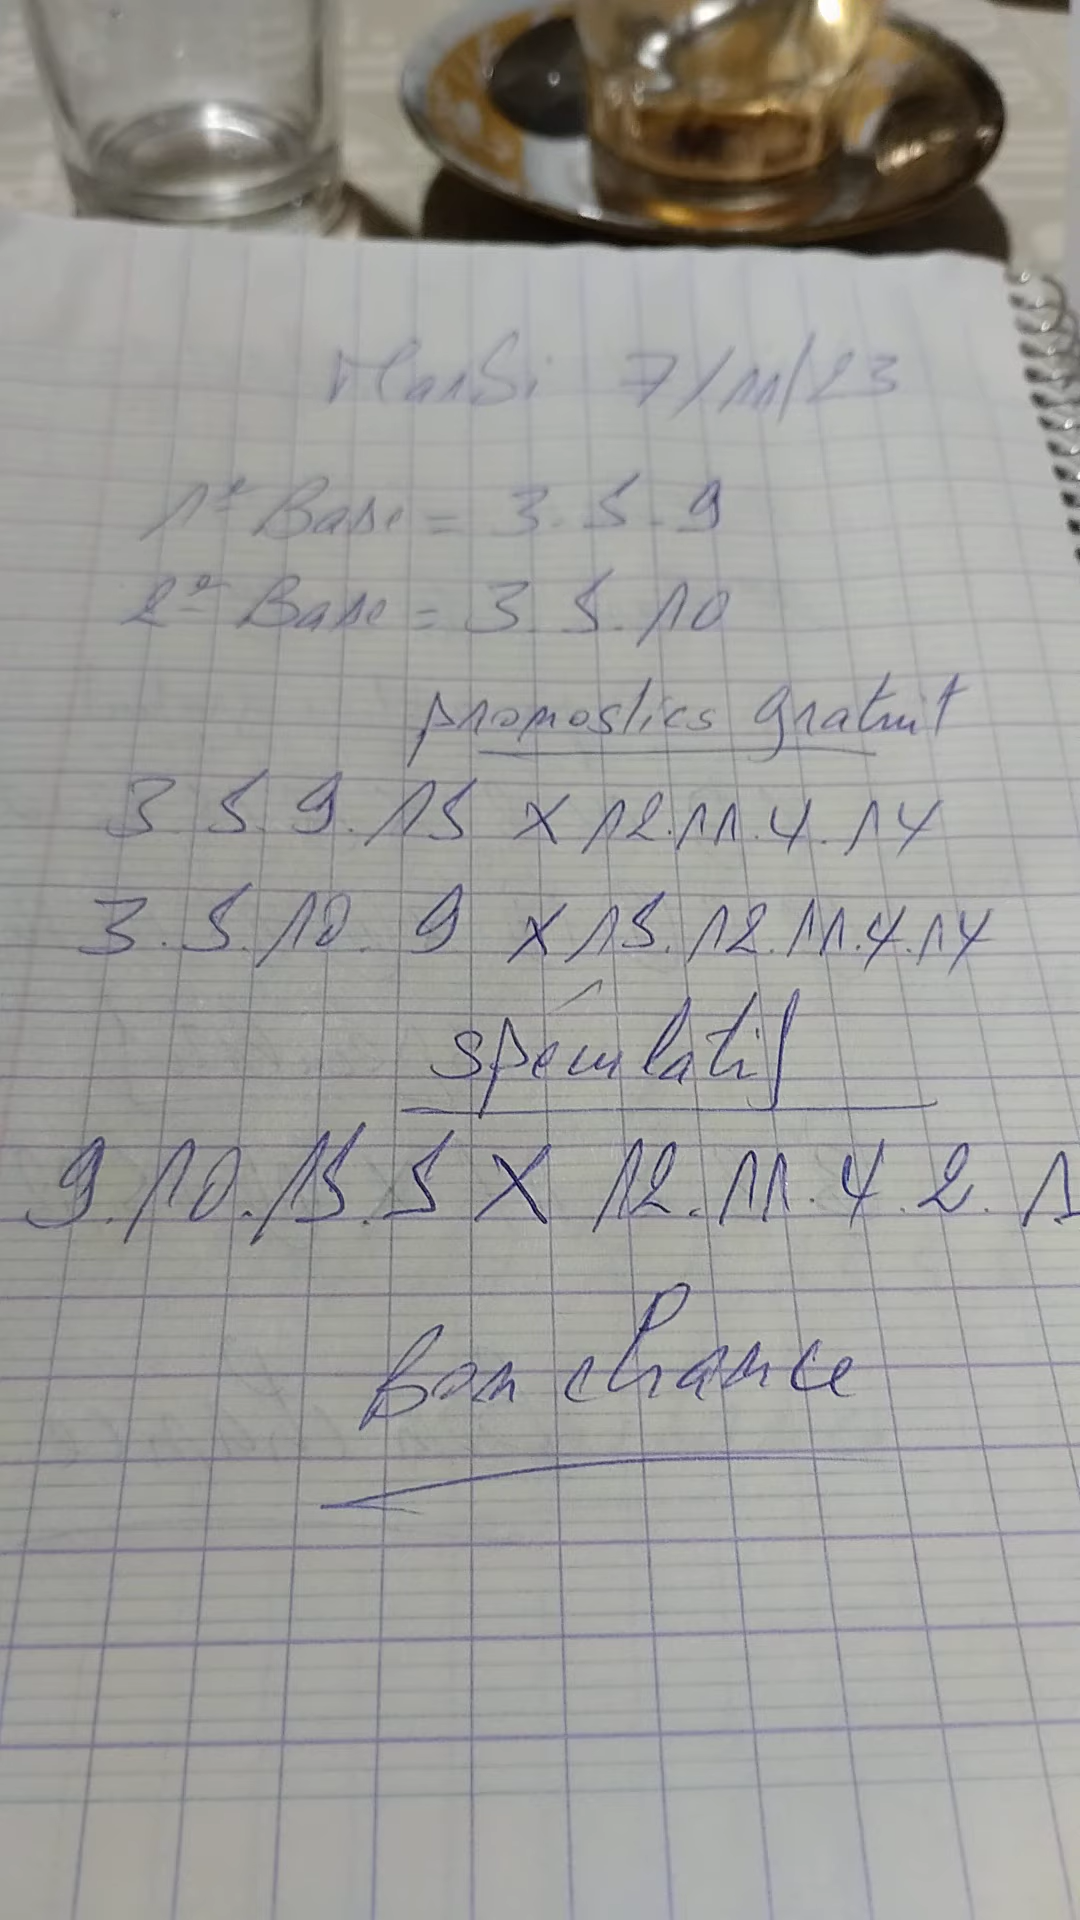 Mardi 7/11/23
1e Base = 3.5.9
2e Base = 3.5.10
pronostics gratuit
3.5.9.15 x 12.11.4.14
3.5.10.9 x 15.12.11.4.14
spéculatif
9.10.15.5 X 12.11.4.2.1
Bon chance